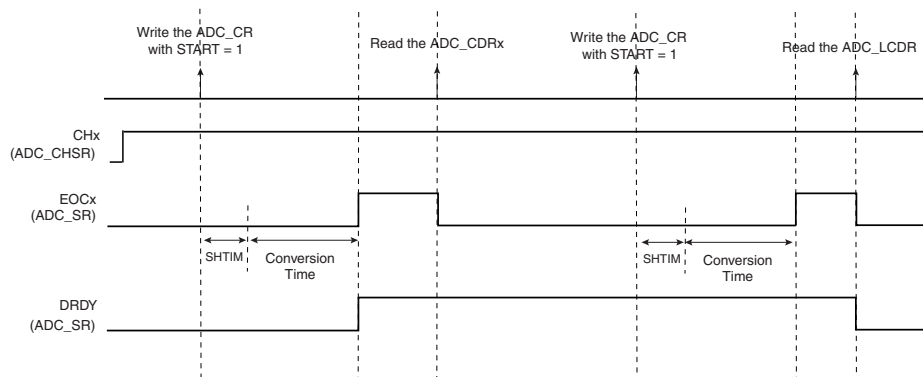 Write the ADC_CR
with START = 1
Read the ADC_CDRx
Write the ADC_CR
with START = 1
Read the ADC_LCDR
CHx
(ADC_CHSR)
EOCx
(ADC_SR)
SHTIM
Conversion
Time
SHTIM
Conversion
Time
DRDY
(ADC_SR)